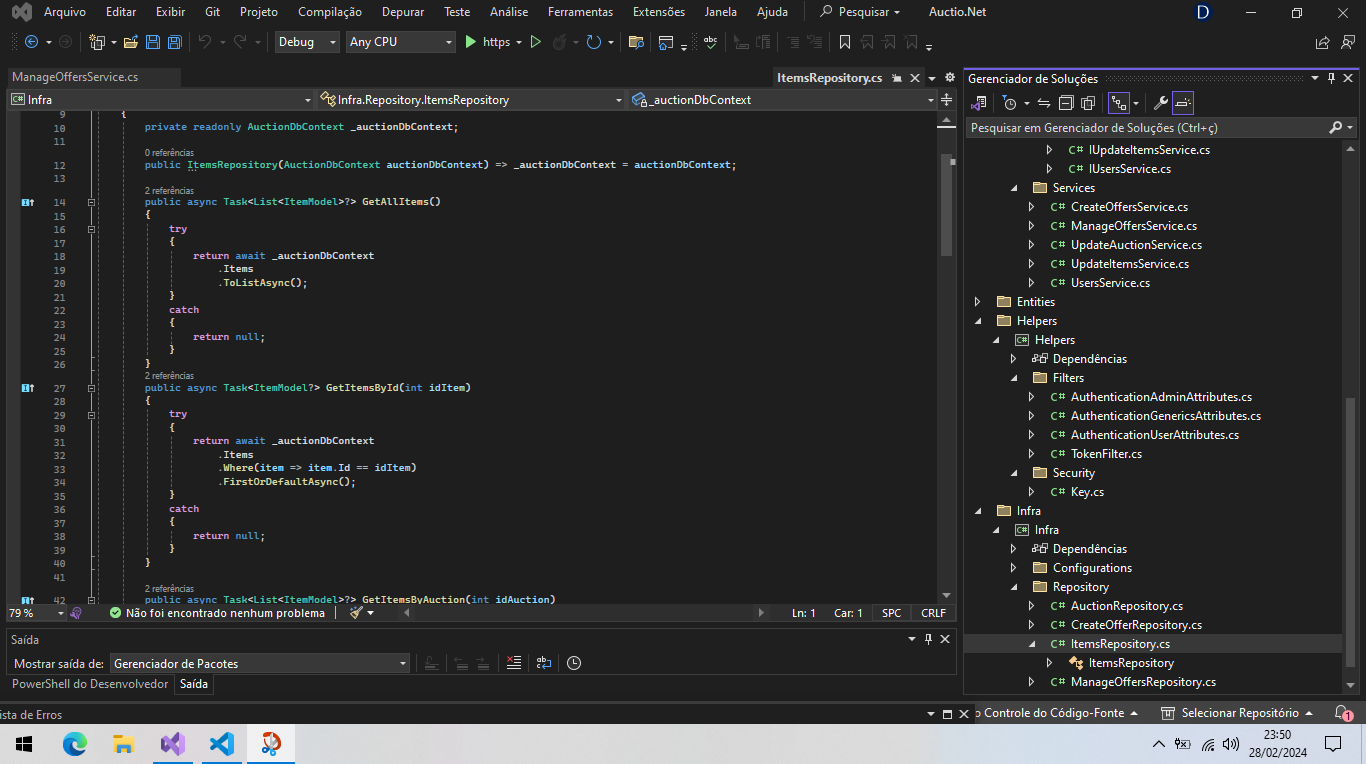 Arquivo Editar Exibir Git Projeto Compilação Depurar Teste Análise Ferramentas Extensões Janela Ajuda Pesquisar Auctio.Net D
Debug Any CPU https
ManageOffersService.cs ItemsRepository.cs
Infra Infra.Repository.ItemsRepository _auctionDbContext
9 {
10 private readonly AuctionDbContext _auctionDbContext;
11
0 referências
12 public ItemsRepository(AuctionDbContext auctionDbContext) => _auctionDbContext = auctionDbContext;
13
2 referências
14 public async Task<List<ItemModel>?> GetAllItems()
15 {
16 try
17 {
18 return await _auctionDbContext
19 .Items
20 .ToListAsync();
21 }
22 catch
23 {
24 return null;
25 }
26 }
2 referências
27 public async Task<ItemModel?> GetItemsById(int idItem)
28 {
29 try
30 {
31 return await _auctionDbContext
32 .Items
33 .Where(item => item.Id == idItem)
34 .FirstOrDefaultAsync();
35 }
36 catch
37 {
38 return null;
39 }
40 }
41
2 referências
42 public async Task<List<ItemModel>?> GetItemsByAuction(int idAuction)
79 % Não foi encontrado nenhum problema Ln: 1 Car: 1 SPC CRLF
Saída
Mostrar saída de: Gerenciador de Pacotes
PowerShell do Desenvolvedor Saída
ista de Erros
Gerenciador de Soluções
Pesquisar em Gerenciador de Soluções (Ctrl+ç)
C# IUpdateItemsService.cs
C# IUsersService.cs
Services
C# CreateOffersService.cs
C# ManageOffersService.cs
C# UpdateAuctionService.cs
C# UpdateItemsService.cs
C# UsersService.cs
Entities
Helpers
C# Helpers
Dependências
Filters
C# AuthenticationAdminAttributes.cs
C# AuthenticationGenericsAttributes.cs
C# AuthenticationUserAttributes.cs
C# TokenFilter.cs
Security
C# Key.cs
Infra
C# Infra
Dependências
Configurations
Repository
C# AuctionRepository.cs
C# CreateOfferRepository.cs
C# ItemsRepository.cs
ItemsRepository
C# ManageOffersRepository.cs
o Controle do Código-Fonte Selecionar Repositório 1
23:50
28/02/2024